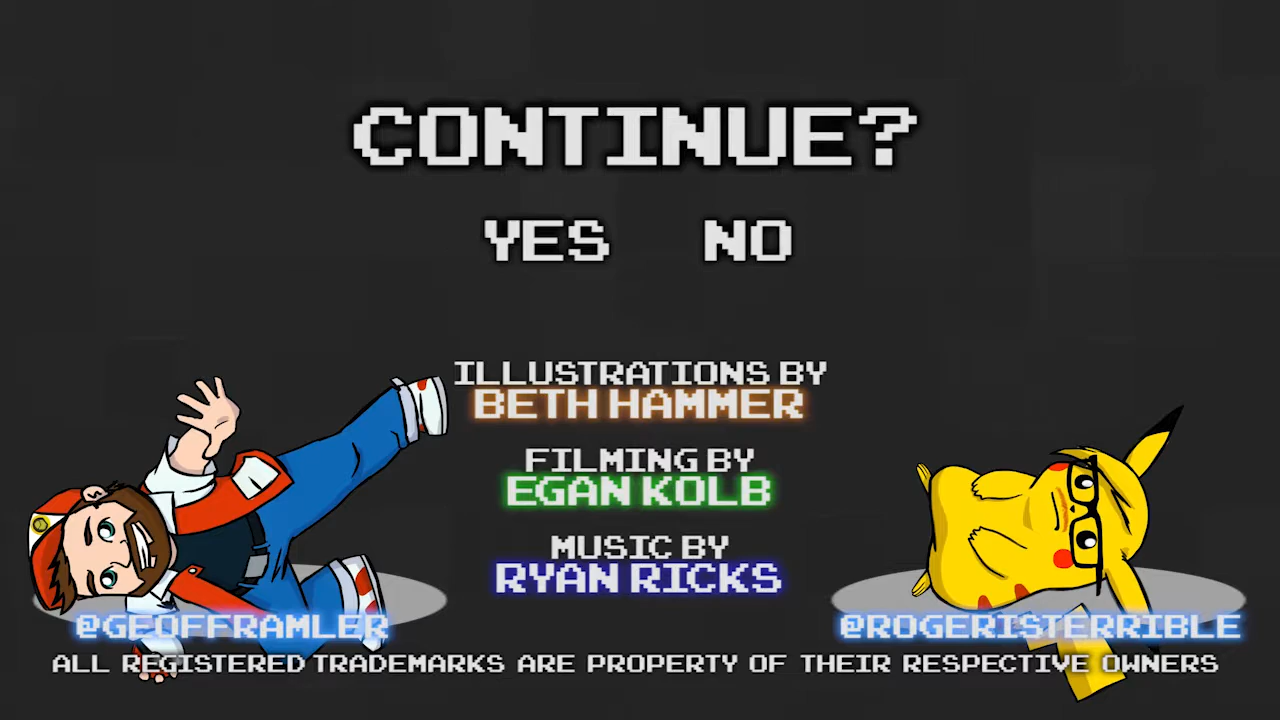 CONTINUE?
YES NO
ILLUSTRATIONS BY
BETH HAMMER
FILMING BY
EGAN KOLB
MUSIC BY
RYAN RICKS
@GEOFFRAMLER
@ROGERISTERRIBLE
ALL REGISTERED TRADEMARKS ARE PROPERTY OF THEIR RESPECTIVE OWNERS